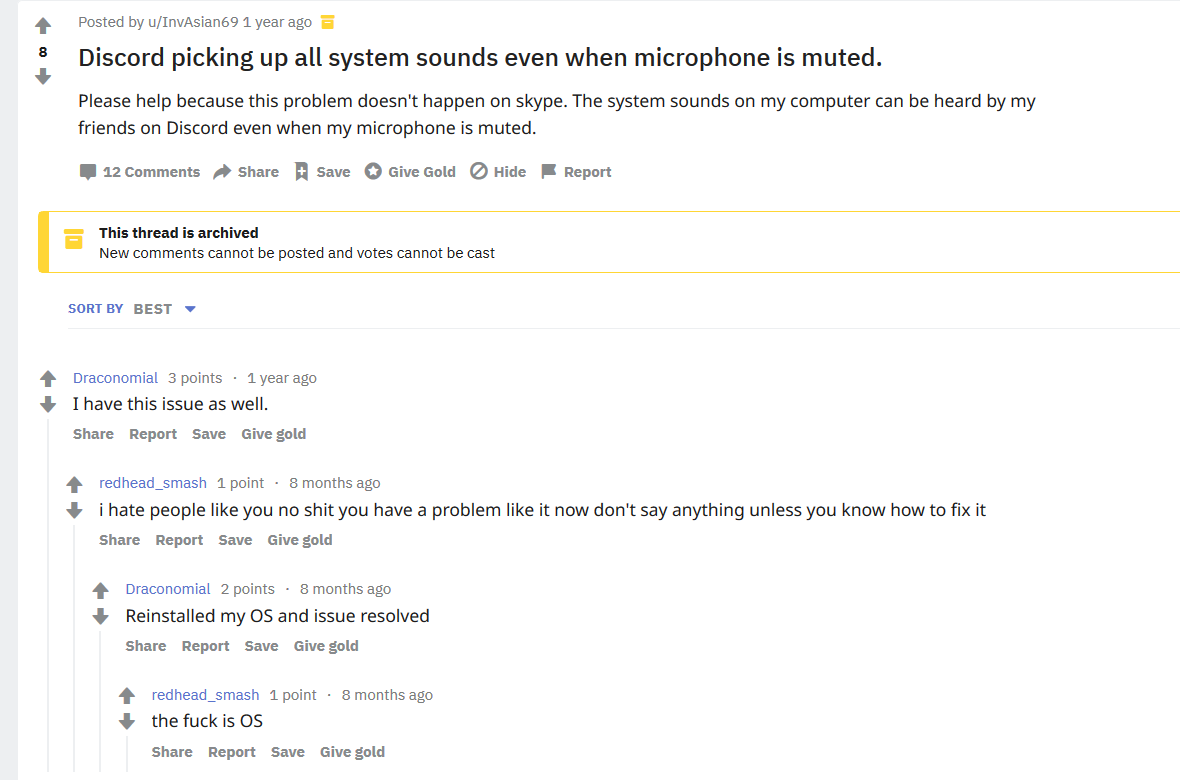 Posted by u/InvAsian69 1 year ago
8
Discord picking up all system sounds even when microphone is muted.
Please help because this problem doesn't happen on skype. The system sounds on my computer can be heard by my
friends on Discord even when my microphone is muted.
12 Comments Share Save Give Gold Hide Report
This thread is archived
New comments cannot be posted and votes cannot be cast
SORT BY BEST
Draconomial 3 points · 1 year ago
I have this issue as well.
Share Report Save Give gold
redhead_smash 1 point · 8 months ago
i hate people like you no shit you have a problem like it now don't say anything unless you know how to fix it
Share Report Save Give gold
Draconomial 2 points · 8 months ago
Reinstalled my OS and issue resolved
Share Report Save Give gold
redhead_smash 1 point · 8 months ago
the fuck is OS
Share Report Save Give gold